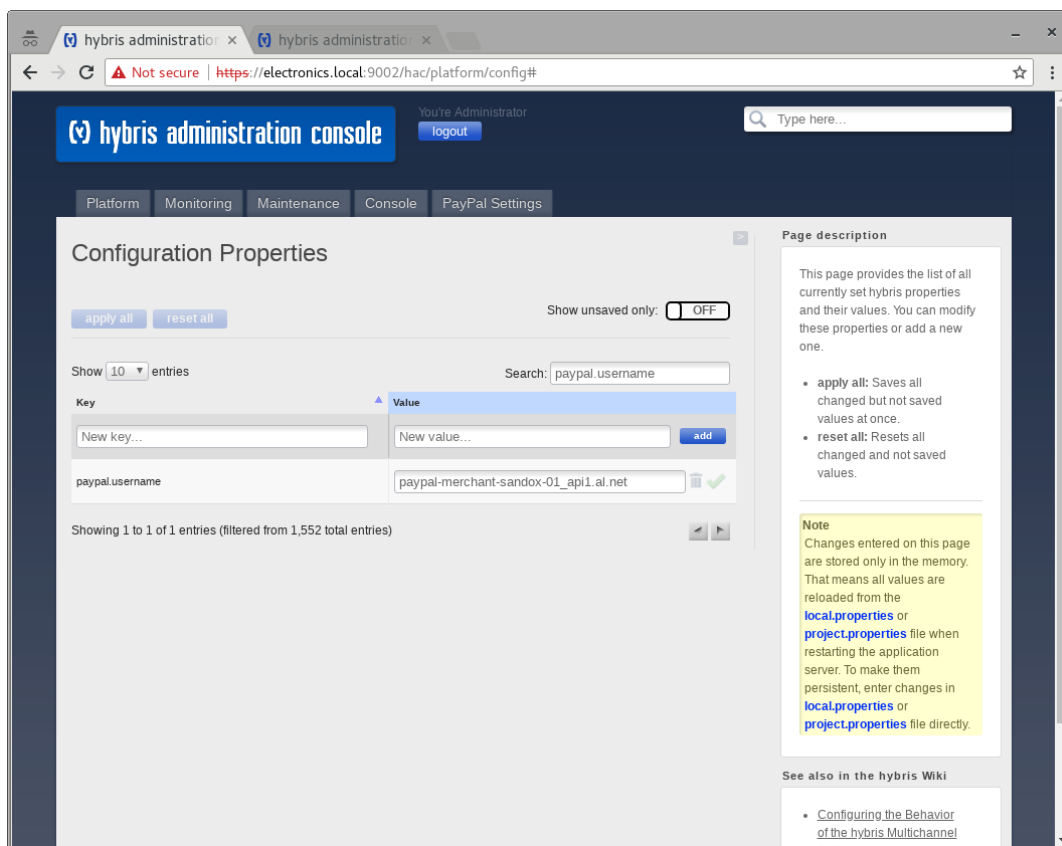 hybris administration
hybris administration
Not secure | https://electronics.local:9002/hac/platform/config#
hybris administration console
You're Administrator
logout
Type here...
Platform
Monitoring
Maintenance
Console
PayPal Settings
Configuration Properties
>
apply all
reset all
Show unsaved only:
OFF
Show 10 entries
Search: paypal.username
Key
Value
New key...
New value...
add
paypal.username
paypal-merchant-sandox-01_api1.al.net
Showing 1 to 1 of 1 entries (filtered from 1,552 total entries)
Page description
This page provides the list of all
currently set hybris properties
and their values. You can modify
these properties or add a new
one.
apply all: Saves all
changed but not saved
values at once.
reset all: Resets all
changed and not saved
values.
Note
Changes entered on this page
are stored only in the memory.
That means all values are
reloaded from the
local.properties or
project.properties file when
restarting the application
server. To make them
persistent, enter changes in
local.properties or
project.properties file directly.
See also in the hybris Wiki
Configuring the Behavior
of the hybris Multichannel